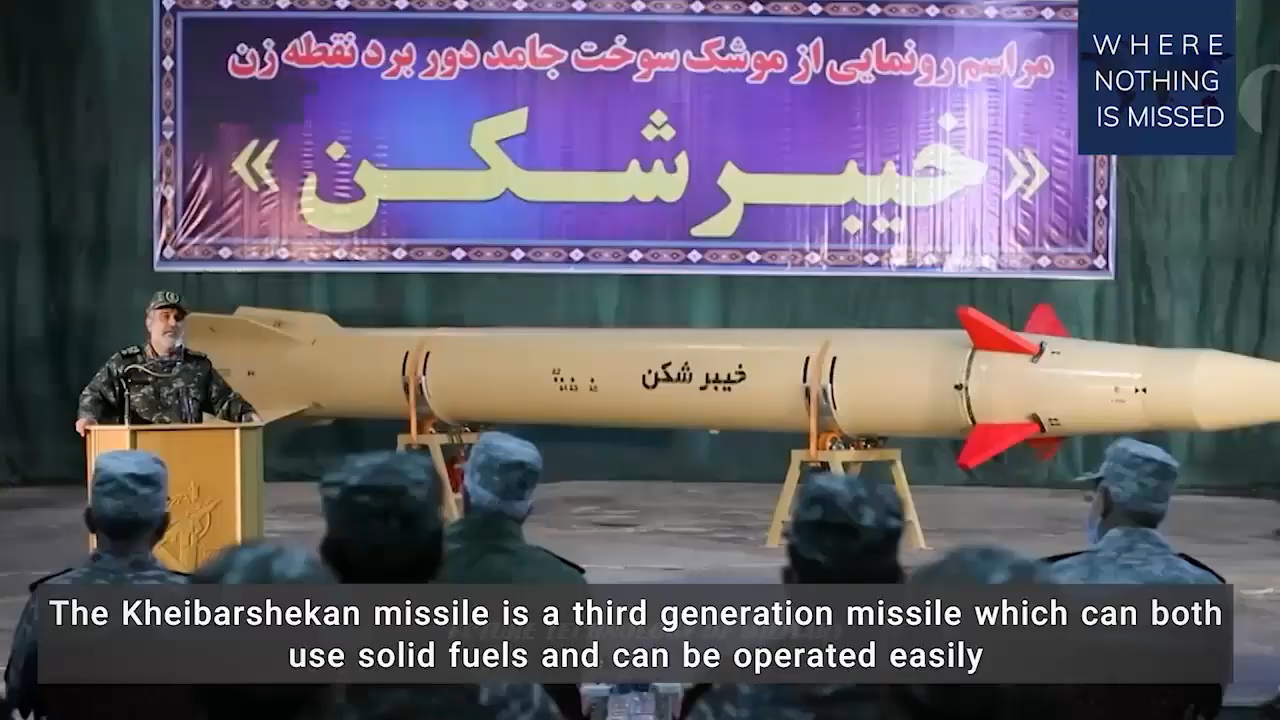 مراسم رونمایی از موشک سوخت جامد دور برد نقطه زن
«خیبر شکن»
WHERE
NOTHING
IS MISSED
خیبر شکن
The Kheibarshekan missile is a third generation missile which can both
use solid fuels and can be operated easily